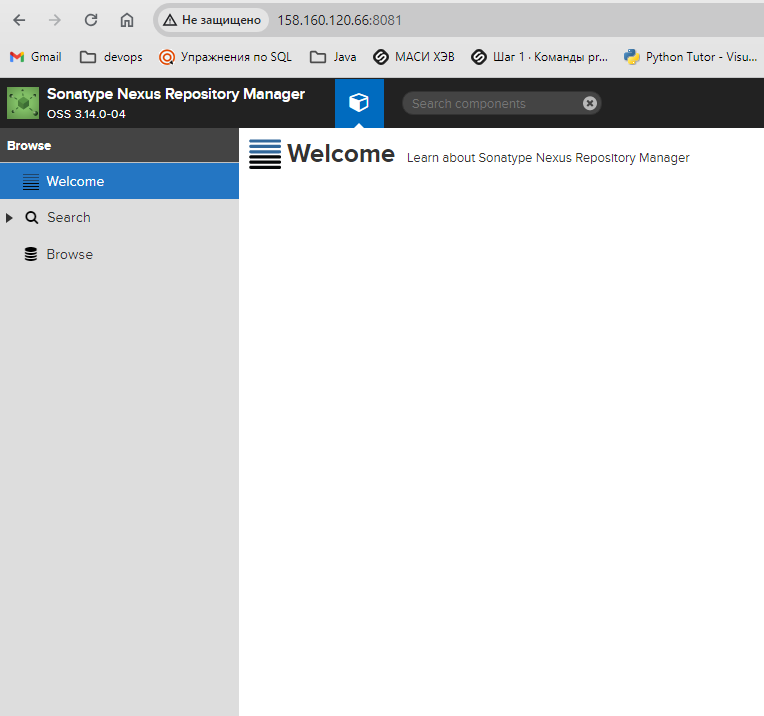 Не защищено 158.160.120.66:8081
Gmail devops Упражнения по SQL Java МАСИ ХЭВ Шаг 1 · Команды pr... Python Tutor - Visu...
Sonatype Nexus Repository Manager
OSS 3.14.0-04
Search components
Browse
Welcome
Search
Browse
Welcome Learn about Sonatype Nexus Repository Manager